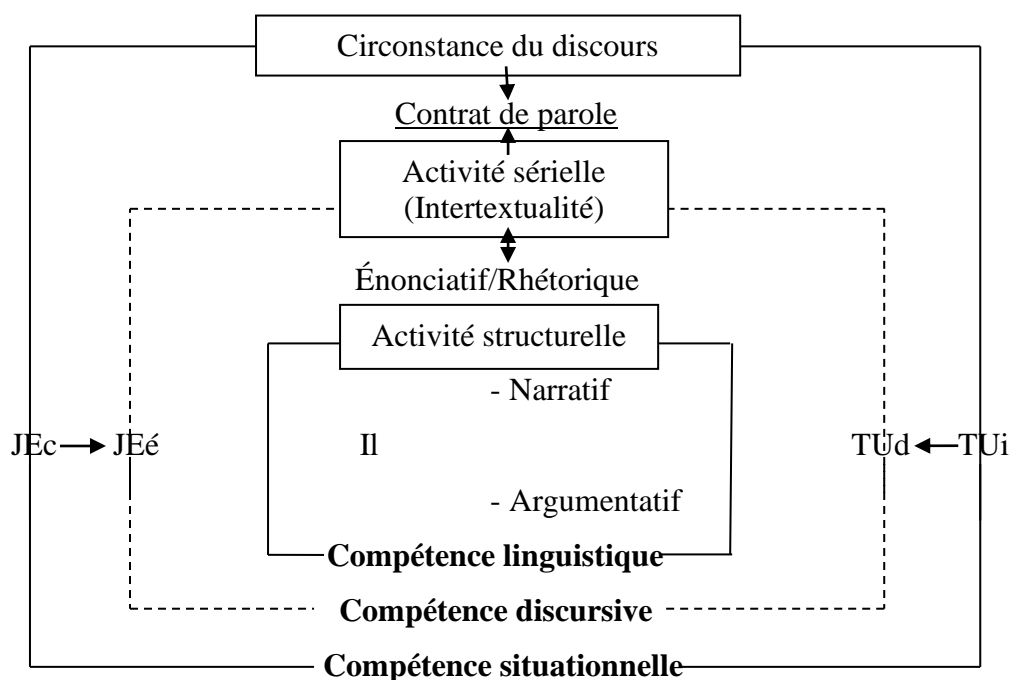 Circonstance du discours
Contrat de parole
Activité sérielle
(Intertextualité)
Énonciatif/Rhétorique
Activité structurelle
- Narratif
JEc JEé Il TUd TUi
- Argumentatif
Compétence linguistique
Compétence discursive
Compétence situationnelle